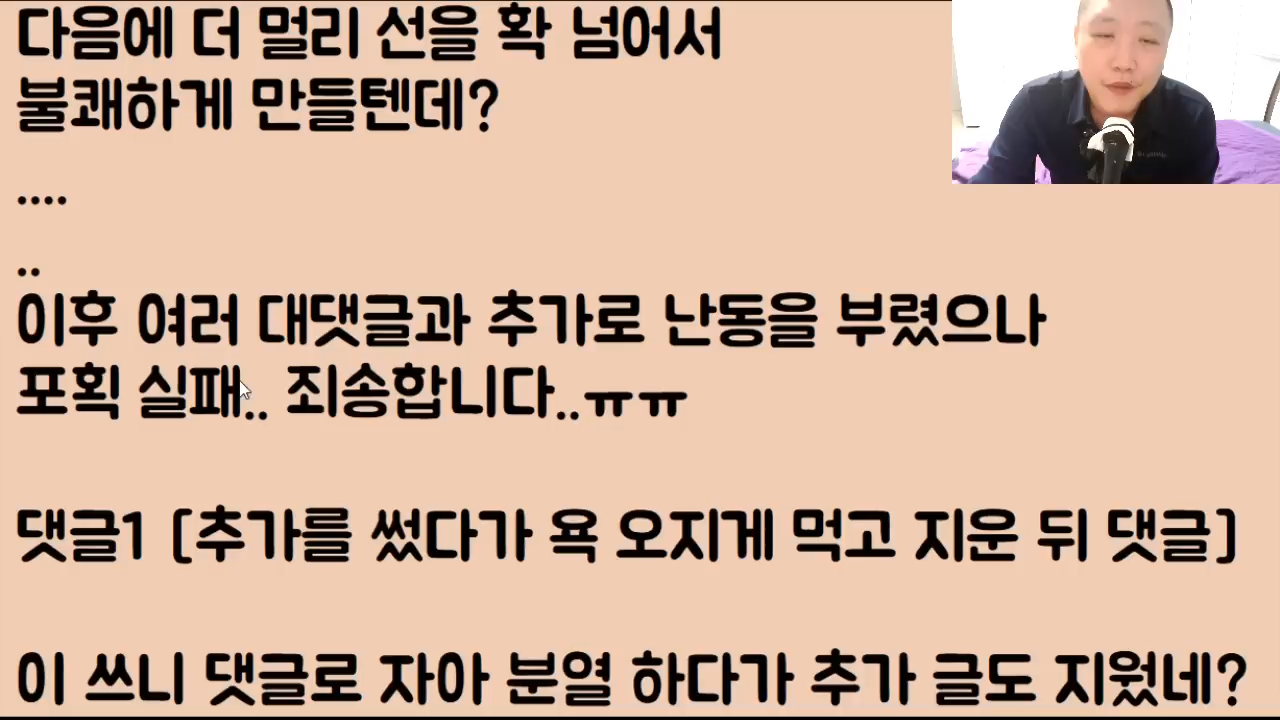 다음에 더 멀리 선을 확 넘어서
불쾌하게 만들텐데?
....
..
이후 여러 대댓글과 추가로 난동을 부렸으나
포획 실패.. 죄송합니다..ㅠㅠ
댓글1 [추가를 썼다가 욕 오지게 먹고 지운 뒤 댓글]
이 쓰니 댓글로 자아 분열 하다가 추가 글도 지웠네?